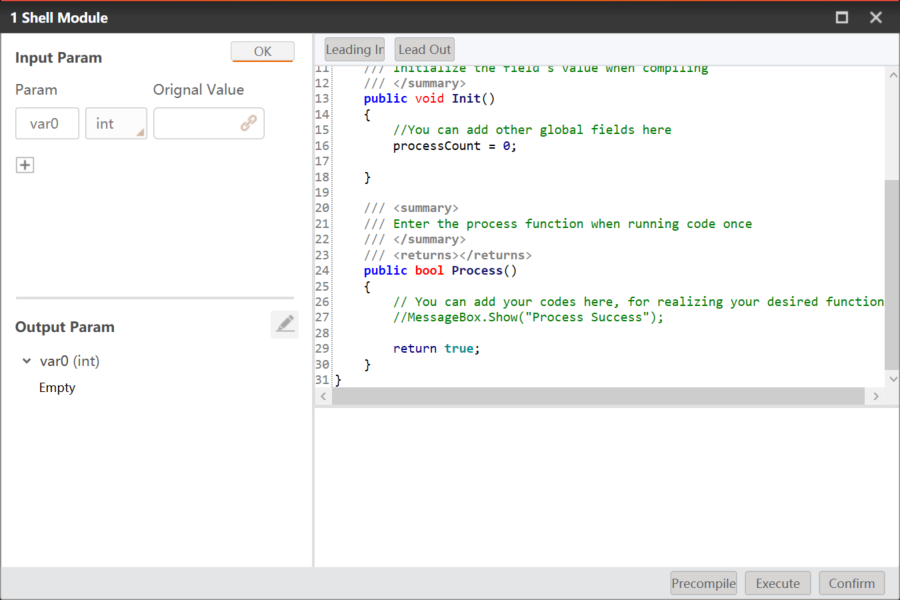 1 Shell Module
Input Param
OK
Param
Orignal Value
var0
int
Output Param
var0 (int)
Empty
Leading In
Lead Out
11 /// Initialize the field's value when compiling
12 /// </summary>
13 public void Init()
14 {
15 //You can add other global fields here
16 processCount = 0;
17
18 }
19
20 /// <summary>
21 /// Enter the process function when running code once
22 /// </summary>
23 /// <returns></returns>
24 public bool Process()
25 {
26 // You can add your codes here, for realizing your desired function
27 //MessageBox.Show("Process Success");
28
29 return true;
30 }
31 }
Precompile
Execute
Confirm